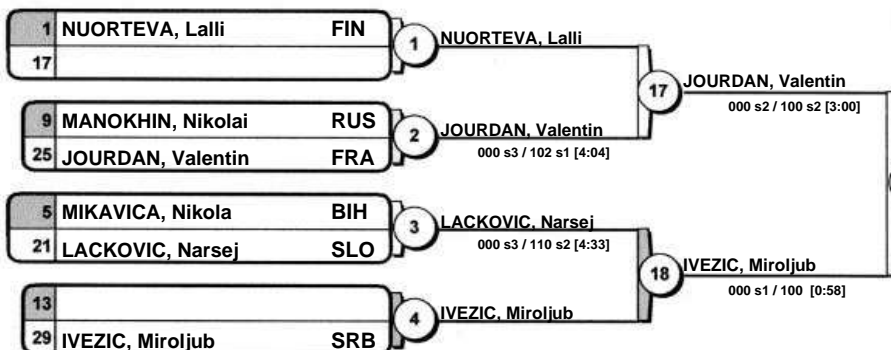 1 NUORTEVA, Lalli FIN
17
1
NUORTEVA, Lalli
9 MANOKHIN, Nikolai RUS
25 JOURDAN, Valentin FRA
2
JOURDAN, Valentin
000 s3 / 102 s1 [4:04]
17
JOURDAN, Valentin
000 s2 / 100 s2 [3:00]
5 MIKAVICA, Nikola BIH
21 LACKOVIC, Narsej SLO
3
LACKOVIC, Narsej
000 s3 / 110 s2 [4:33]
13
29 IVEZIC, Miroljub SRB
4
IVEZIC, Miroljub
18
IVEZIC, Miroljub
000 s1 / 100 [0:58]